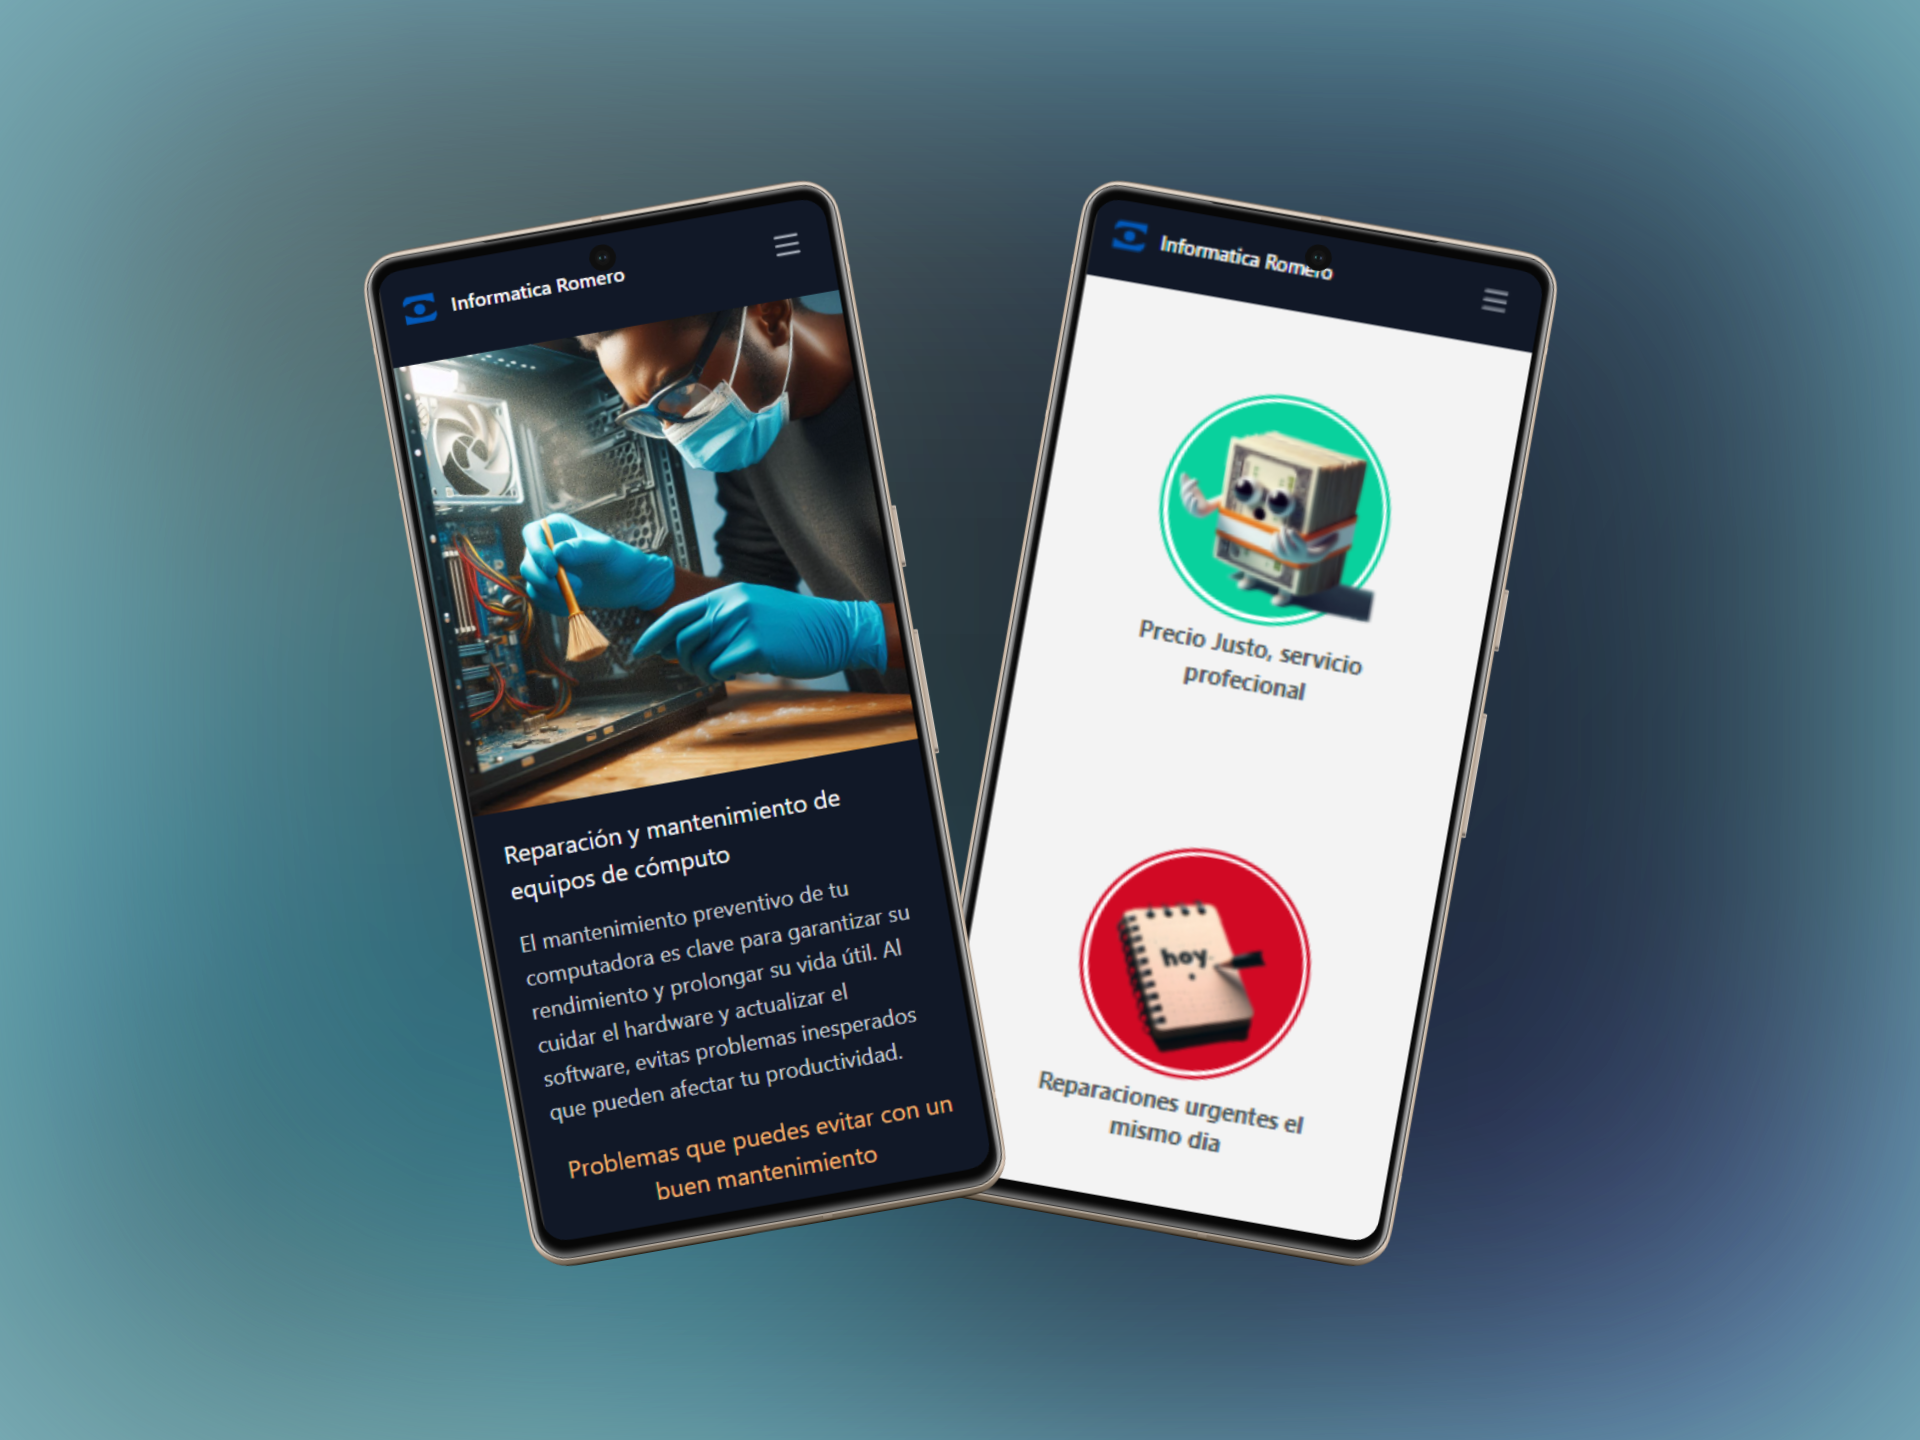 Informatica Romero
Reparación y mantenimiento de
equipos de cómputo
El mantenimiento preventivo de tu
computadora es clave para garantizar su
rendimiento y prolongar su vida útil. Al
cuidar el hardware y actualizar el
software, evitas problemas inesperados
que pueden afectar tu productividad.
Problemas que puedes evitar con un
buen mantenimiento
Informatica Romero
Precio Justo, servicio
profecional
hoy
Reparaciones urgentes el
mismo dia